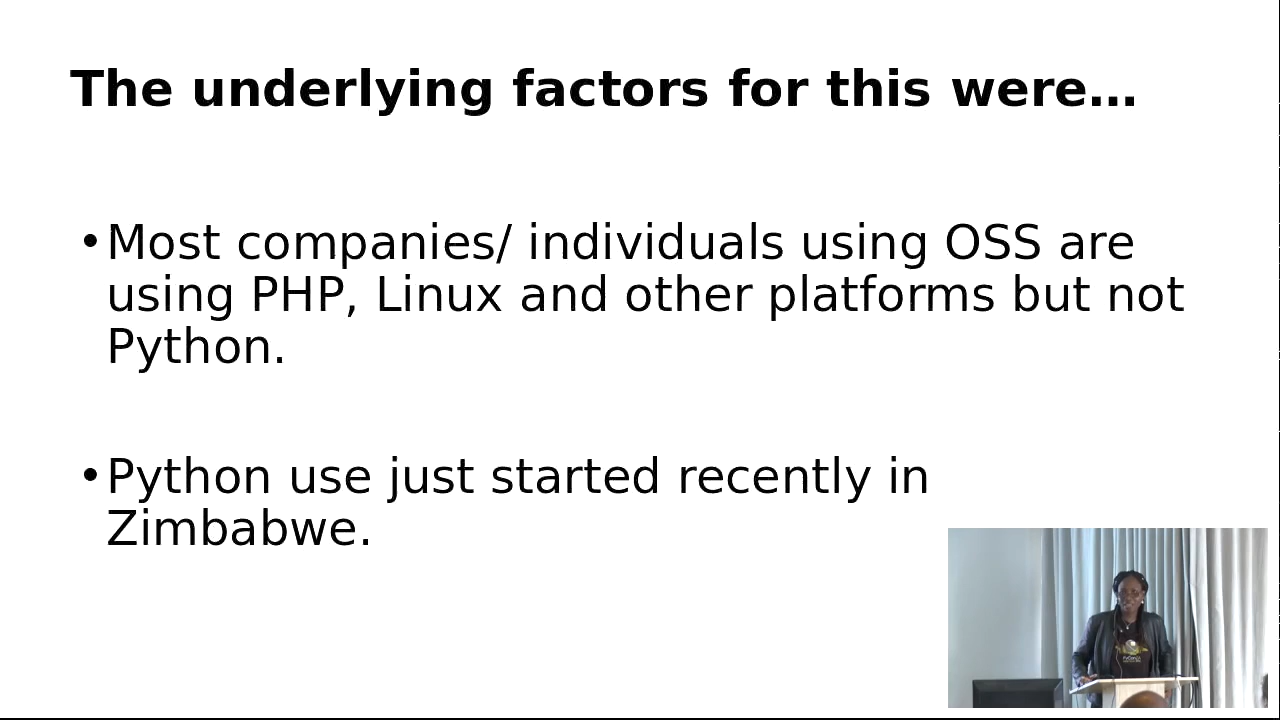 The underlying factors for this were...
•Most companies/ individuals using OSS are
using PHP, Linux and other platforms but not
Python.
•Python use just started recently in
Zimbabwe.